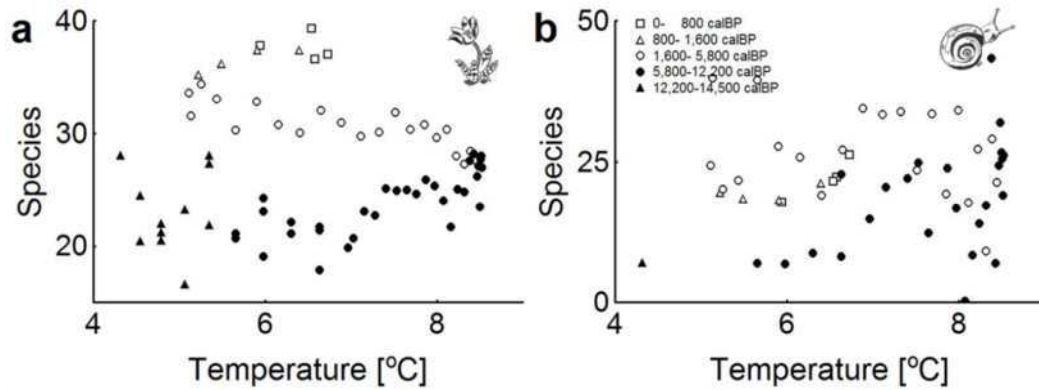 a
Species
40
30
20
4
6
8
Temperature [ºC]
b
Species
50
25
0
0- 800 calBP
800- 1,600 calBP
1,600- 5,800 calBP
5,800-12,200 calBP
12,200-14,500 calBP
4
6
8
Temperature [ºC]